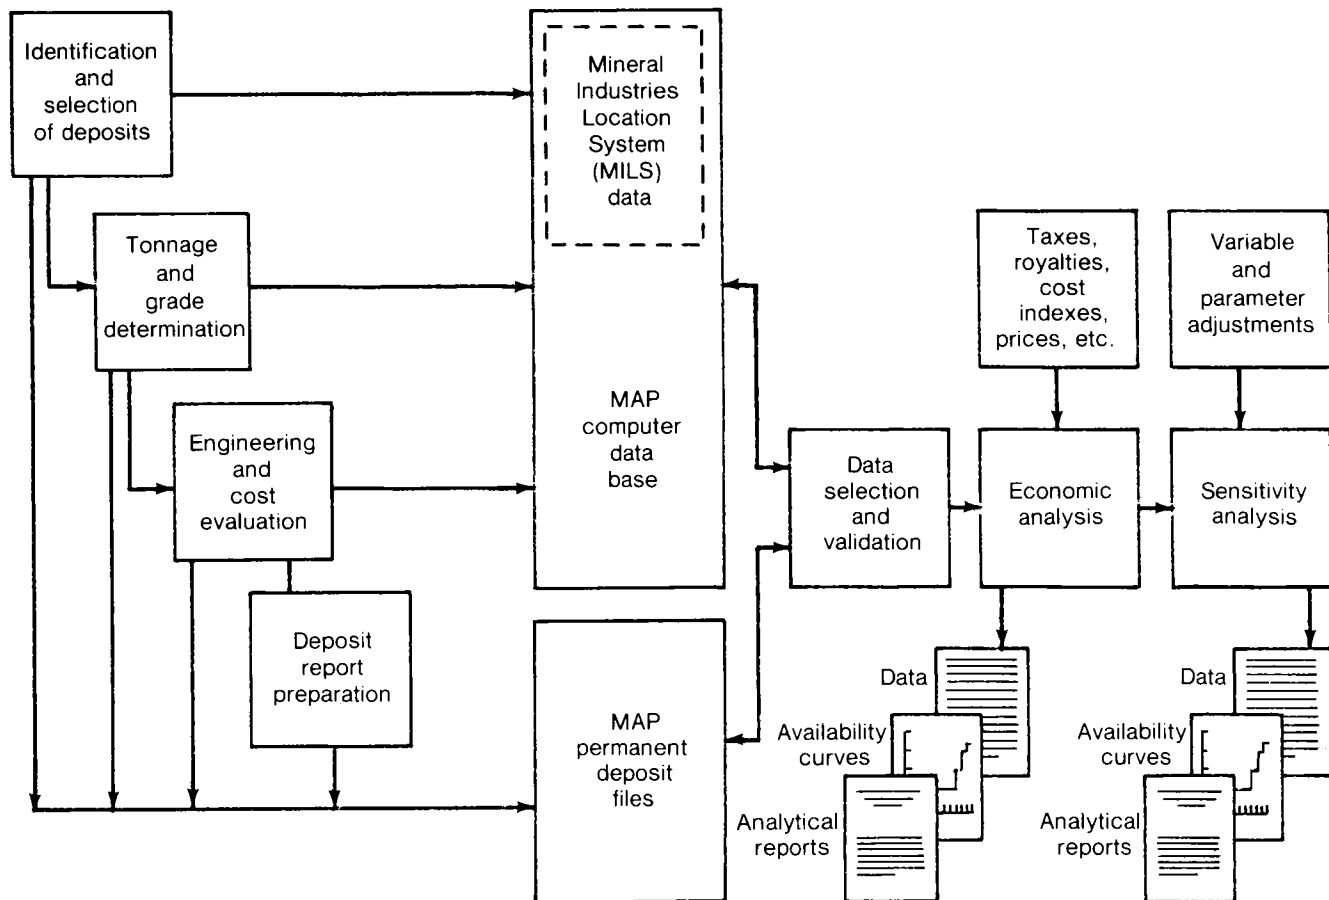 Identification
and
selection
of deposits
Mineral
Industries
Location
System
(MILS)
data
Tonnage
and
grade
determination
Taxes,
royalties,
cost
indexes,
prices, etc.
Variable
and
parameter
adjustments
MAP
computer
data
base
Engineering
and
cost
evaluation
Data
selection
and
validation
Economic
analysis
Sensitivity
analysis
Deposit
report
preparation
MAP
permanent
deposit
files
Data
Availability
curves
Analytical
reports
Data
Availability
curves
Analytical
reports